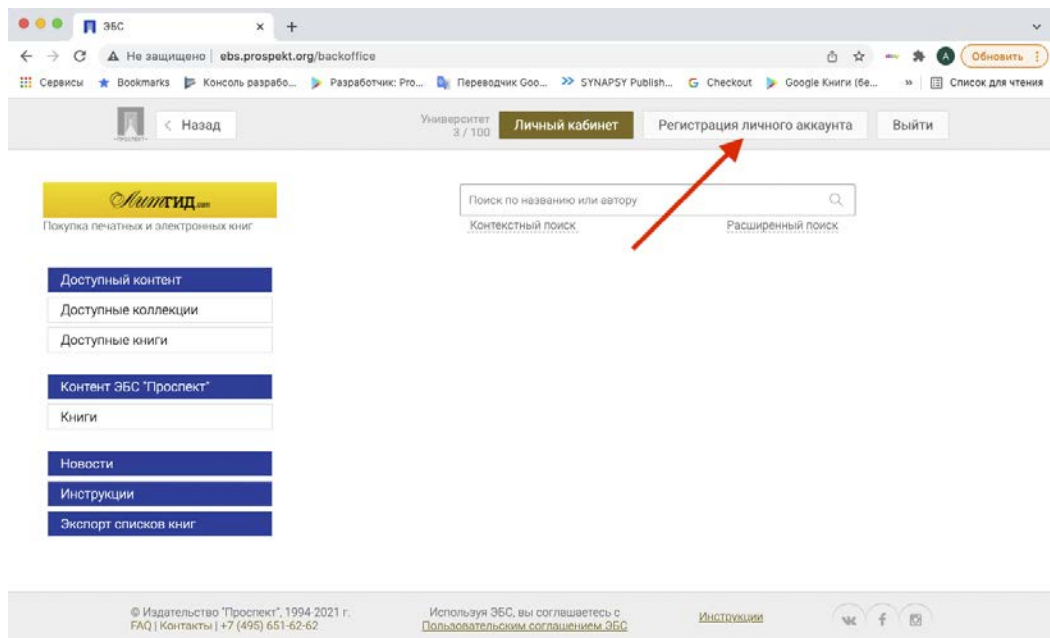 ЭБС
Не защищено | ebs.prospekt.org/backoffice
Обновить
Сервисы Bookmarks Консоль разрабо... Разработчик: Pro... Переводчик Goo... SYNAPSY Publish... Checkout Google Книги (бе... » Список для чтения
ПРОСПЕКТ
< Назад
Университет
3 / 100
Личный кабинет
Регистрация личного аккаунта
Выйти
Литгид.com
Покупка печатных и электронных книг
Поиск по названию или автору
Контекстный поиск
Расширенный поиск
Доступный контент
Доступные коллекции
Доступные книги
Контент ЭБС "Проспект"
Книги
Новости
Инструкции
Экспорт списков книг
© Издательство "Проспект", 1994-2021 г.
FAQ | Контакты | +7 (495) 651-62-62
Используя ЭБС, вы соглашаетесь с
Пользовательским соглашением ЭБС
Инструкции